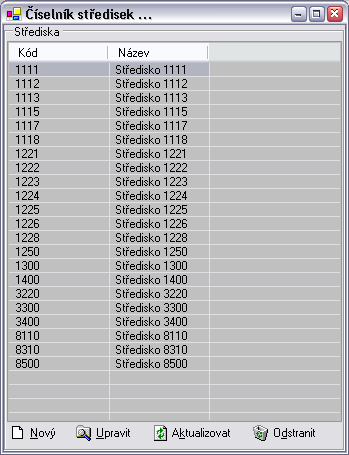 Číselník středisek ...
Střediska
Kód Název
1111 Středisko 1111
1112 Středisko 1112
1113 Středisko 1113
1115 Středisko 1115
1117 Středisko 1117
1118 Středisko 1118
1221 Středisko 1221
1222 Středisko 1222
1223 Středisko 1223
1224 Středisko 1224
1225 Středisko 1225
1226 Středisko 1226
1228 Středisko 1228
1250 Středisko 1250
1300 Středisko 1300
1400 Středisko 1400
3220 Středisko 3220
3300 Středisko 3300
3400 Středisko 3400
8110 Středisko 8110
8310 Středisko 8310
8500 Středisko 8500
Nový Upravit Aktualizovat Odstranit